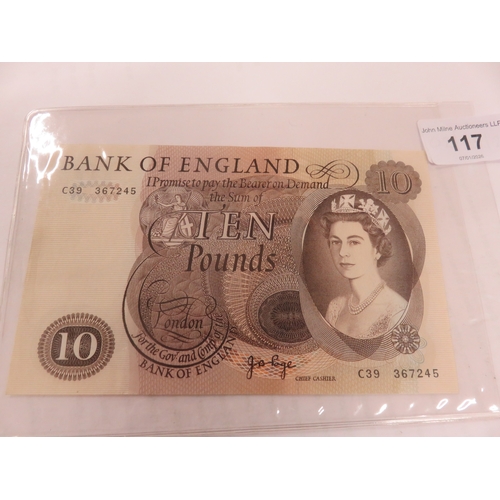 John Milne Auctioneers LLP
117
BANK OF ENGLAND
C39 367245
I Promise to pay the Bearer on Demand
the Sum of
10
TEN
Pounds
London
for the Govr and Compa of the
BANK OF ENGLAND
10
CHIEF CASHIER
C39 367245